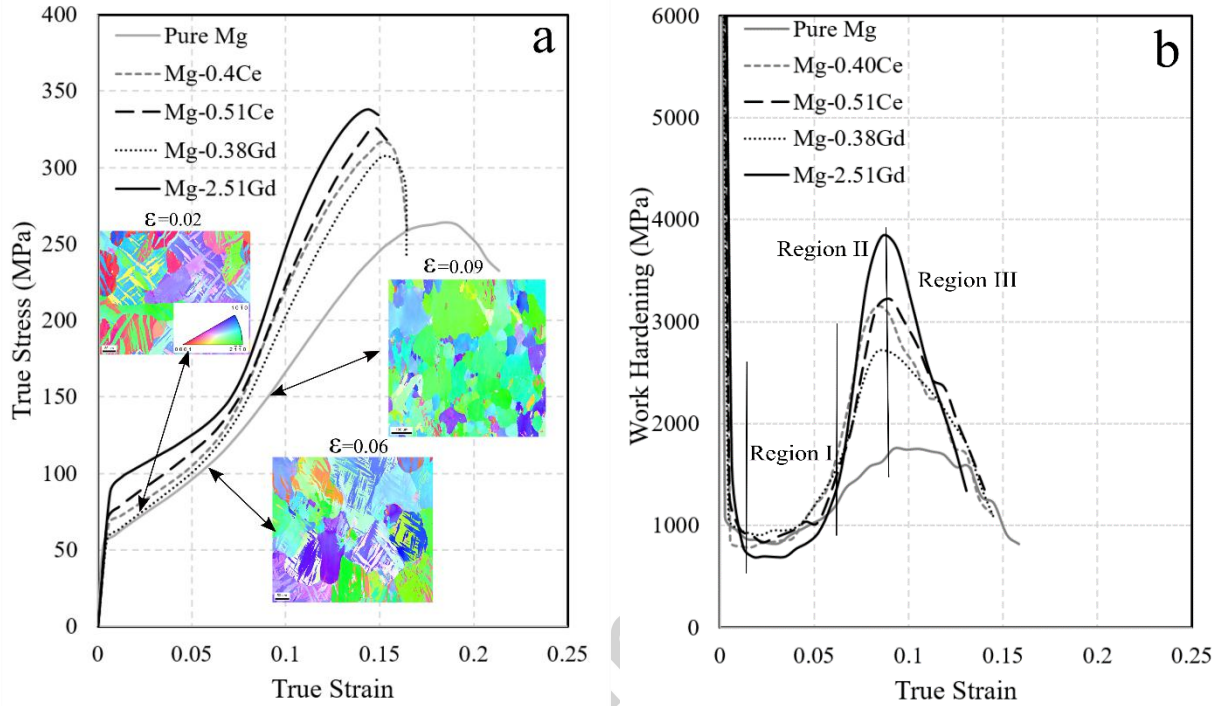 a
400
350
300
250
200
150
100
50
0
True Stress (MPa)
Pure Mg
Mg-0.4Ce
Mg-0.51Ce
Mg-0.38Gd
Mg-2.51Gd
ε=0.02
10ī0
0001
2īī0
ε=0.09
ε=0.06
0
0.05
0.1
0.15
0.2
0.25
True Strain
b
6000
5000
4000
3000
2000
1000
0
Work Hardening (MPa)
Pure Mg
Mg-0.40Ce
Mg-0.51Ce
Mg-0.38Gd
Mg-2.51Gd
Region I
Region II
Region III
0
0.05
0.1
0.15
0.2
0.25
True Strain